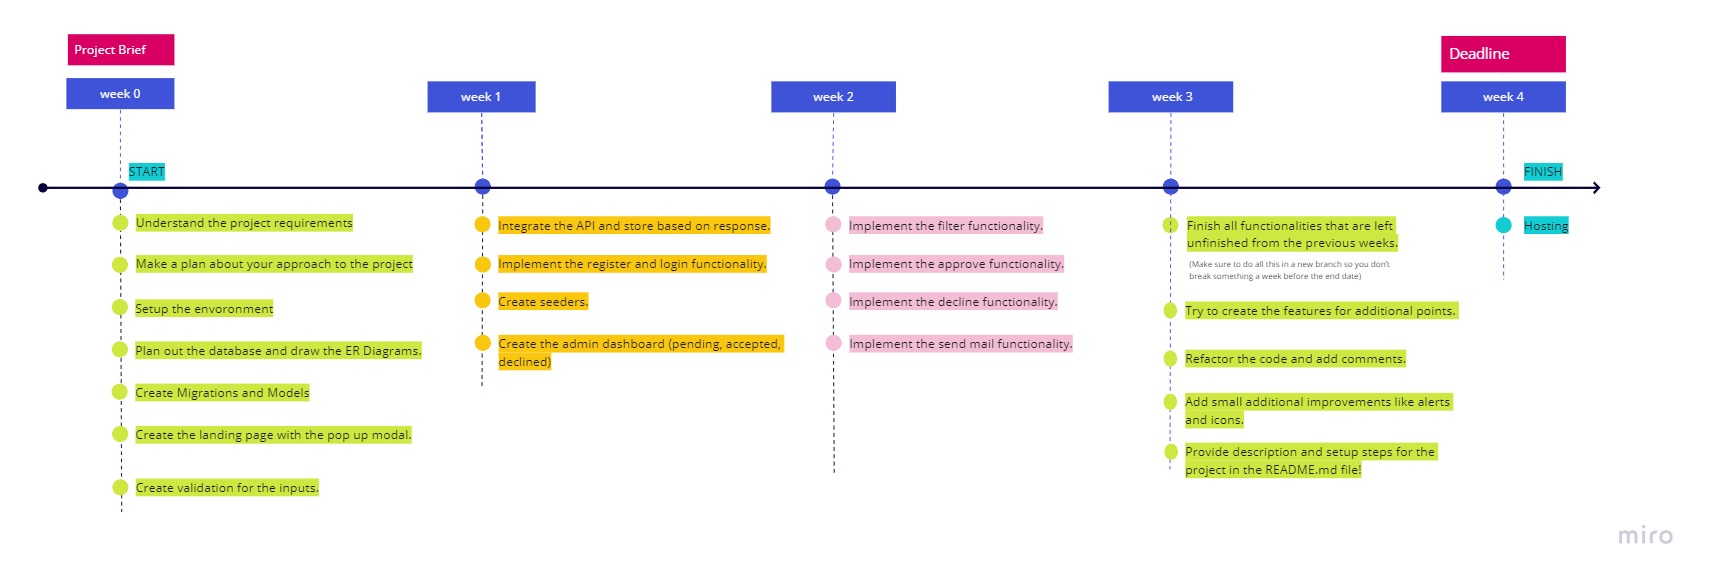 Project Brief
week 0
START
Understand the project requirements
Make a plan about your approach to the project
Setup the envoronment
Plan out the database and draw the ER Diagrams.
Create Migrations and Models
Create the landing page with the pop up modal.
Create validation for the inputs.
week 1
Integrate the API and store based on response.
Implement the register and login functionality.
Create seeders.
Create the admin dashboard (pending, accepted,
declined)
week 2
Implement the filter functionality.
Implement the approve functionality.
Implement the decline functionality.
Implement the send mail functionality.
week 3
Finish all functionalities that are left
unfinished from the previous weeks.
(Make sure to do all this in a new branch so you don't
break something a week before the end date)
Try to create the features for additional points.
Refactor the code and add comments.
Add small additional improvements like alerts
and icons.
Provide description and setup steps for the
project in the README.md file!
Deadline
week 4
FINISH
Hosting
miro